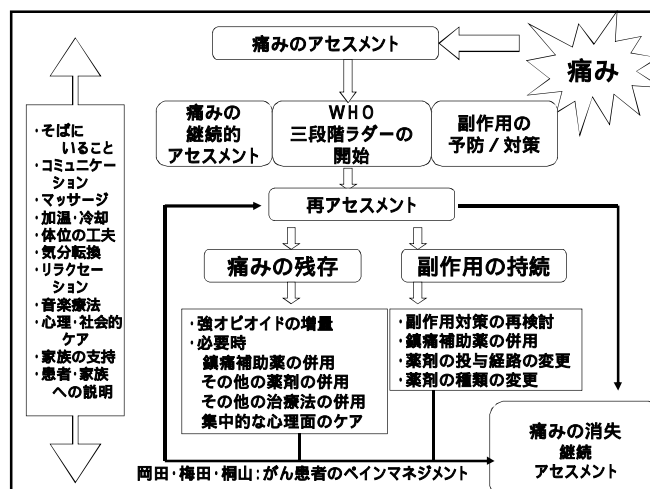 痛みのアセスメント
痛み
・そばに
いること
・コミュニケー
ション
・マッサージ
・加温・冷却
・体位の工夫
・気分転換
・リラクセー
ション
・音楽療法
・心理・社会的
ケア
・家族の支持
・患者・家族
への説明
痛みの
継続的
アセスメント
WHO
三段階ラダーの
開始
副作用の
予防/対策
再アセスメント
痛みの残存
副作用の持続
・強オピオイドの増量
・必要時
鎮痛補助薬の併用
その他の薬剤の併用
その他の治療法の併用
集中的な心理面のケア
・副作用対策の再検討
・鎮痛補助薬の併用
・薬剤の投与経路の変更
・薬剤の種類の変更
痛みの消失
継続
アセスメント
岡田・梅田・桐山:がん患者のペインマネジメント